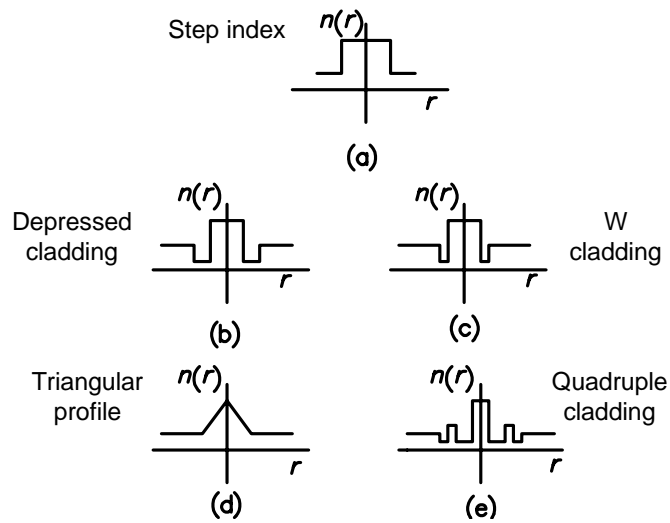 Step index
n(r)
r
(a)
Depressed
cladding
n(r)
r
(b)
n(r)
r
(c)
W
cladding
Triangular
profile
n(r)
r
(d)
n(r)
r
(e)
Quadruple
cladding